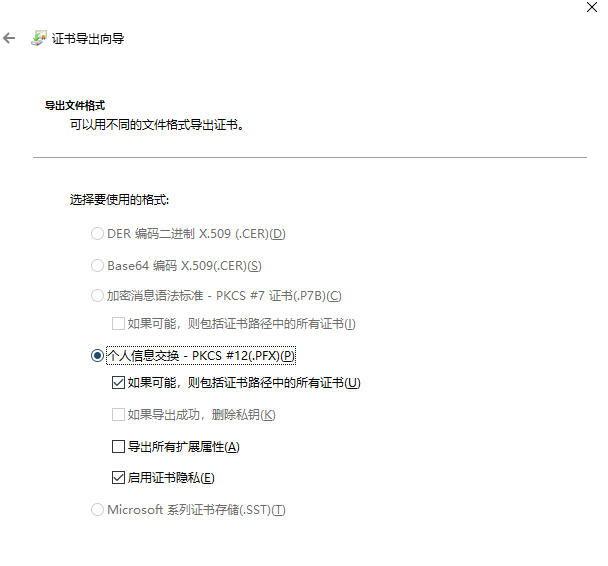 证书导出向导
导出文件格式
可以用不同的文件格式导出证书。
选择要使用的格式:
DER 编码二进制 X.509 (.CER)(D)
Base64 编码 X.509(.CER)(S)
加密消息语法标准 - PKCS #7 证书(.P7B)(C)
如果可能，则包括证书路径中的所有证书(I)
个人信息交换 - PKCS #12(.PFX)(P)
如果可能，则包括证书路径中的所有证书(U)
如果导出成功，删除私钥(K)
导出所有扩展属性(A)
启用证书隐私(E)
Microsoft 系列证书存储(.SST)(T)